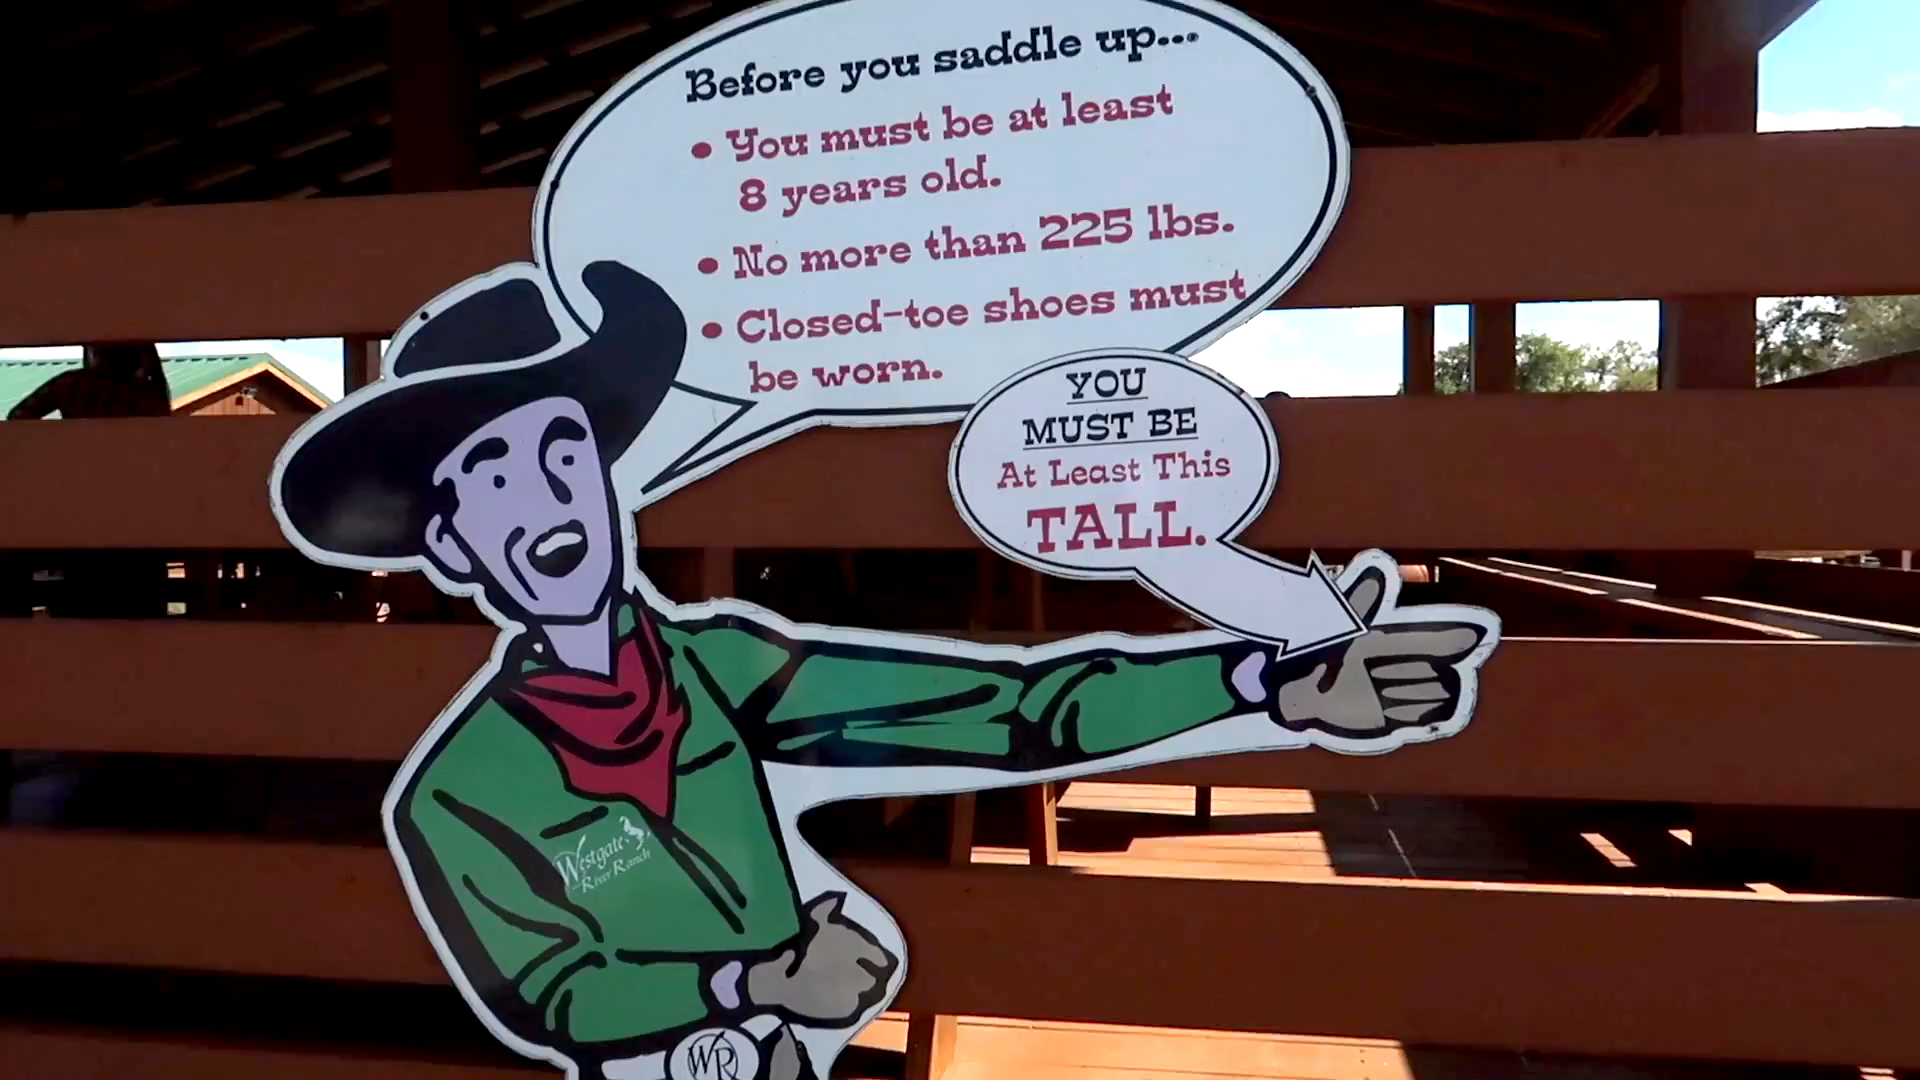 Before you saddle up...
• You must be at least
8 years old.
• No more than 225 lbs.
• Closed-toe shoes must
be worn.
YOU
MUST BE
At Least This
TALL.
Westgate
River Ranch
WR